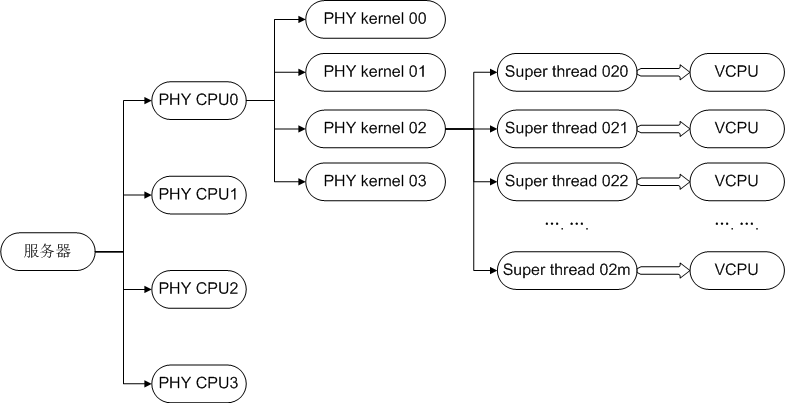 PHY kernel 00
PHY kernel 01
PHY kernel 02
PHY kernel 03
Super thread 020
VCPU
Super thread 021
VCPU
Super thread 022
VCPU
…. ….
…. ….
Super thread 02m
VCPU
PHY CPU0
PHY CPU1
PHY CPU2
PHY CPU3
服务器